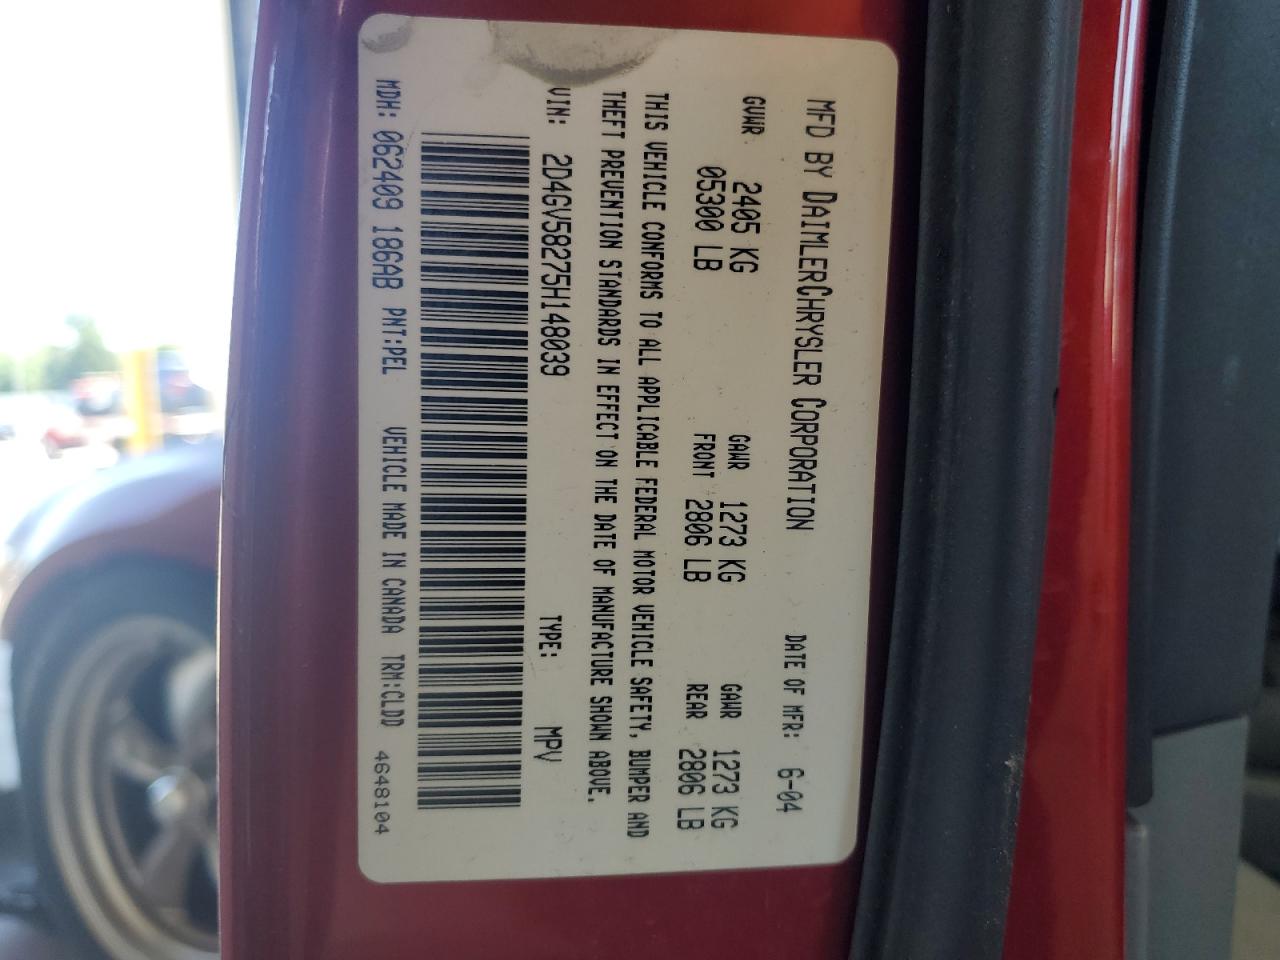 MFD BY DAIMLERCHRYSLER CORPORATION DATE OF MFR: 6-04
GVWR 2405 KG GAWR 1273 KG GAWR 1273 KG
05300 LB FRONT 2806 LB REAR 2806 LB
THIS VEHICLE CONFORMS TO ALL APPLICABLE FEDERAL MOTOR VEHICLE SAFETY, BUMPER AND
THEFT PREVENTION STANDARDS IN EFFECT ON THE DATE OF MANUFACTURE SHOWN ABOVE.
VIN: 2D4GV58275H148039 TYPE: MPV
MDH: 062409 186AB PNT:PEL VEHICLE MADE IN CANADA TRM:CLDD 4648104